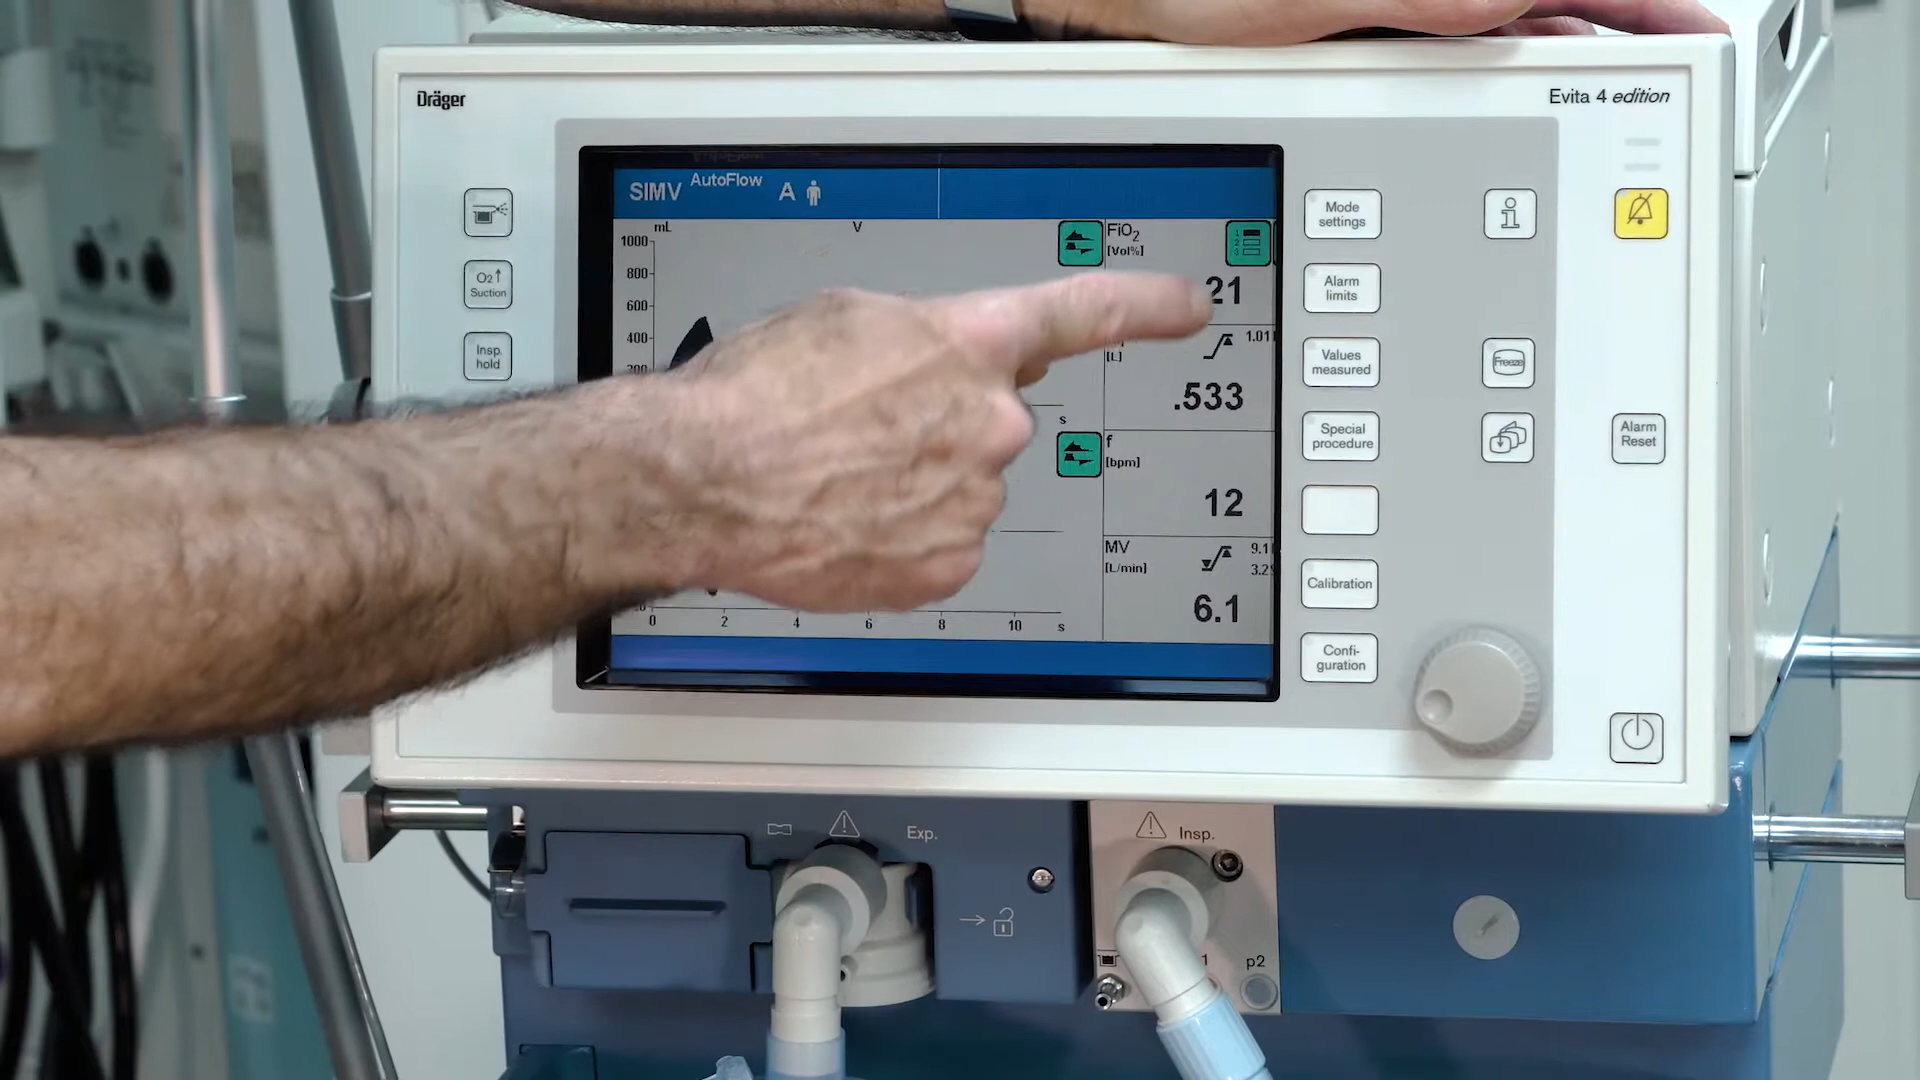 Dräger
Evita 4 edition
SIMV AutoFlow A
mL
V
1000
800
600
400
FiO2
[Vol%]
21
[L]
1.01
.533
s
f
[bpm]
12
MV
[L/min]
9.1
6.1
0 2 4 6 8 10 s
O2↑
Suction
Insp.
hold
Mode
settings
Alarm
limits
Values
measured
Special
procedure
Calibration
Confi-
guration
i
Freeze
Alarm
Reset
Exp.
Insp.
p2